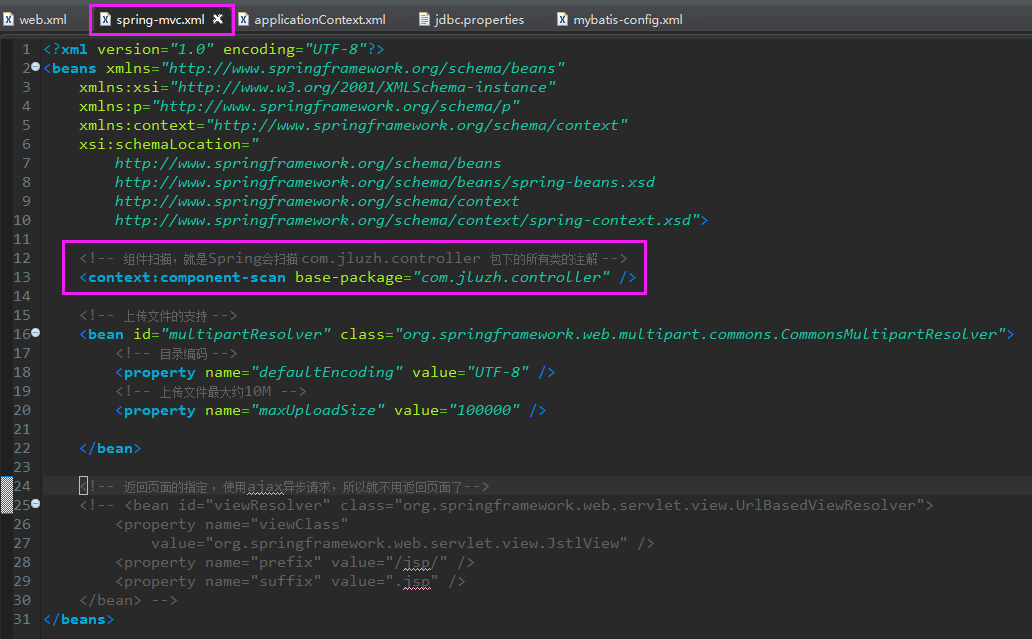 web.xml spring-mvc.xml applicationContext.xml jdbc.properties mybatis-config.xml
1 <?xml version="1.0" encoding="UTF-8"?>
2 <beans xmlns="http://www.springframework.org/schema/beans"
3 xmlns:xsi="http://www.w3.org/2001/XMLSchema-instance"
4 xmlns:p="http://www.springframework.org/schema/p"
5 xmlns:context="http://www.springframework.org/schema/context"
6 xsi:schemaLocation="
7 http://www.springframework.org/schema/beans
8 http://www.springframework.org/schema/beans/spring-beans.xsd
9 http://www.springframework.org/schema/context
10 http://www.springframework.org/schema/context/spring-context.xsd">
11
12 <!-- 组件扫描，就是Spring会扫描 com.jluzh.controller 包下的所有类的注解 -->
13 <context:component-scan base-package="com.jluzh.controller" />
14
15 <!-- 上传文件的支持 -->
16 <bean id="multipartResolver" class="org.springframework.web.multipart.commons.CommonsMultipartResolver">
17 <!-- 目录编码 -->
18 <property name="defaultEncoding" value="UTF-8" />
19 <!-- 上传文件最大约10M -->
20 <property name="maxUploadSize" value="100000" />
21
22 </bean>
23
24 <!-- 返回页面的指定 ，使用ajax异步请求，所以就不用返回页面了-->
25 <!-- <bean id="viewResolver" class="org.springframework.web.servlet.view.UrlBasedViewResolver">
26 <property name="viewClass"
27 value="org.springframework.web.servlet.view.JstlView" />
28 <property name="prefix" value="/jsp/" />
29 <property name="suffix" value=".jsp" />
30 </bean> -->
31 </beans>